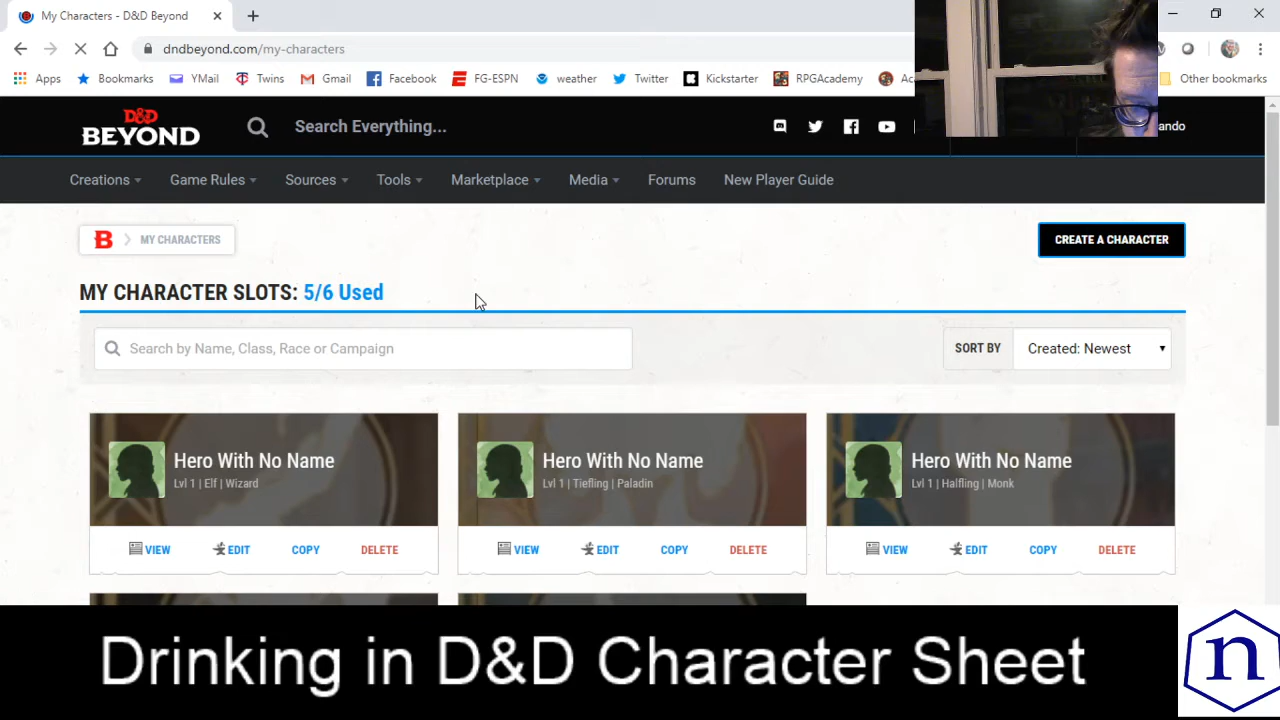 My Characters - D&D Beyond
dndbeyond.com/my-characters
Apps Bookmarks YMail Twins Gmail Facebook FG-ESPN weather Twitter Kickstarter RPGAcademy Other bookmarks
D&D BEYOND Search Everything... ando
Creations Game Rules Sources Tools Marketplace Media Forums New Player Guide
B MY CHARACTERS CREATE A CHARACTER
MY CHARACTER SLOTS: 5/6 Used
Search by Name, Class, Race or Campaign SORT BY Created: Newest
Hero With No Name Hero With No Name Hero With No Name
Lvl 1 | Elf | Wizard Lvl 1 | Tiefling | Paladin Lvl 1 | Halfling | Monk
VIEW EDIT COPY DELETE VIEW EDIT COPY DELETE VIEW EDIT COPY DELETE
Drinking in D&D Character Sheet n